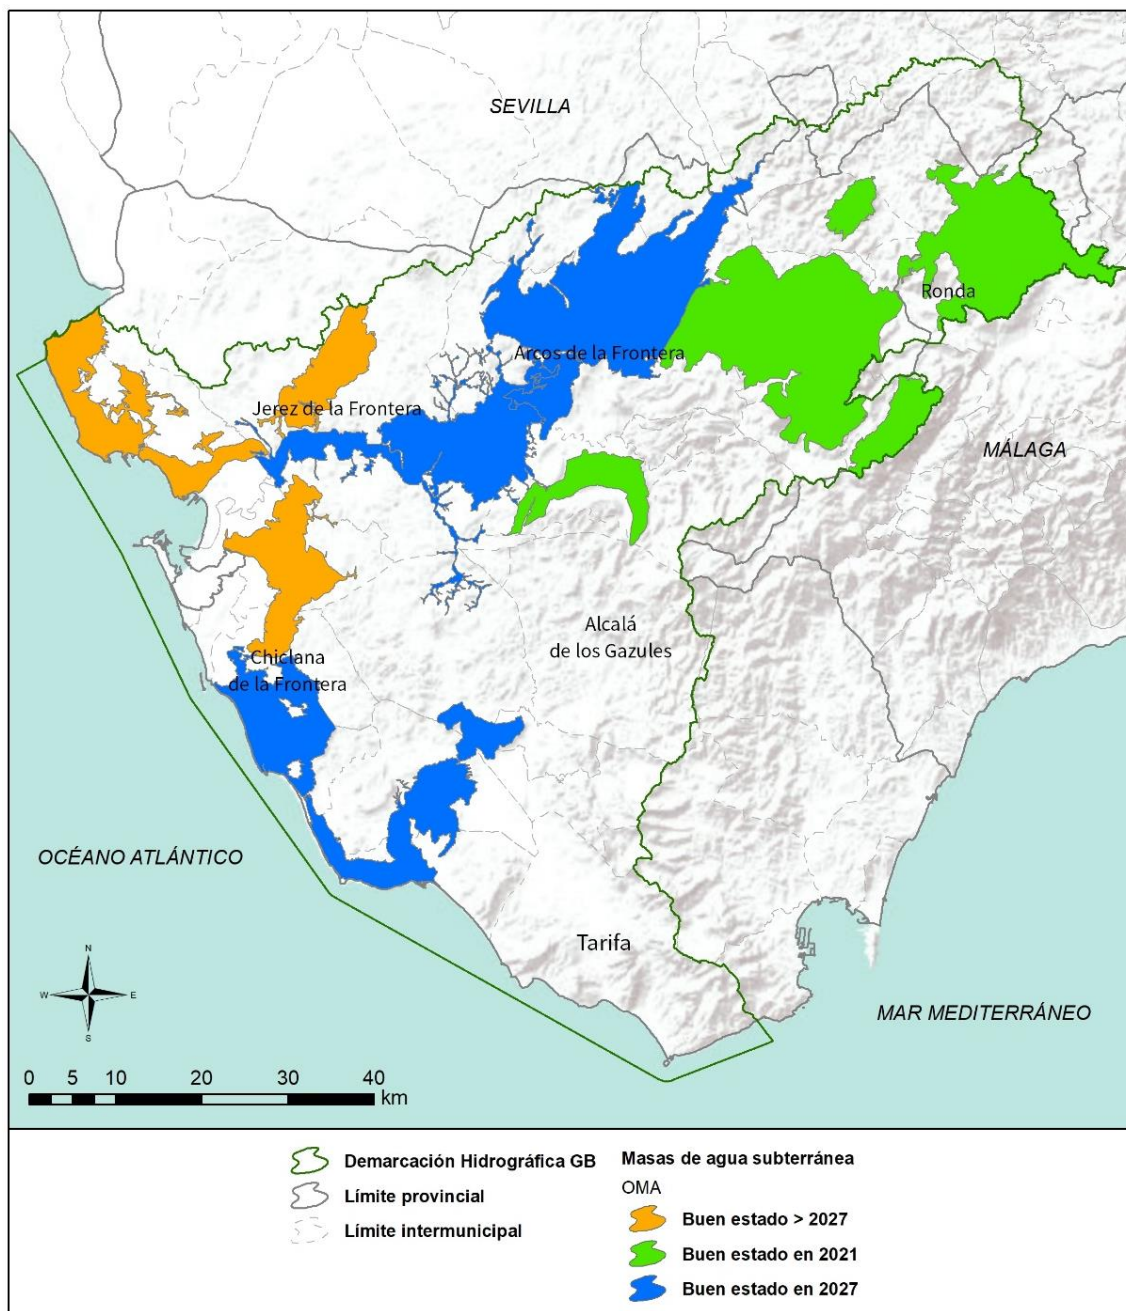 SEVILLA
Ronda
Arcos de la Frontera
Jerez de la Frontera
MÁLAGA
Alcalá
de los Gazules
Chiclana
de la Frontera
OCÉANO ATLÁNTICO
Tarifa
N
W E
S
MAR MEDITERRÁNEO
0 5 10 20 30 40
km
Demarcación Hidrográfica GB
Límite provincial
Límite intermunicipal
Masas de agua subterránea
OMA
Buen estado > 2027
Buen estado en 2021
Buen estado en 2027